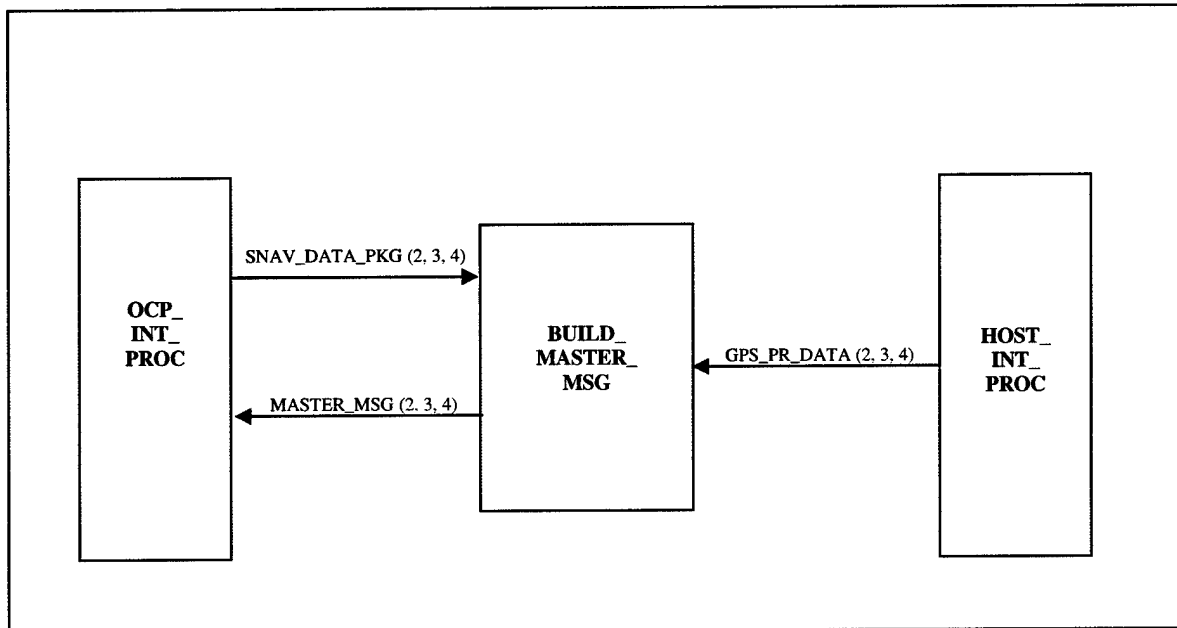 SNAV_DATA_PKG (2, 3, 4)
OCP_
INT_
PROC
MASTER_MSG (2, 3, 4)
BUILD_
MASTER_
MSG
GPS_PR_DATA (2, 3, 4)
HOST_
INT_
PROC